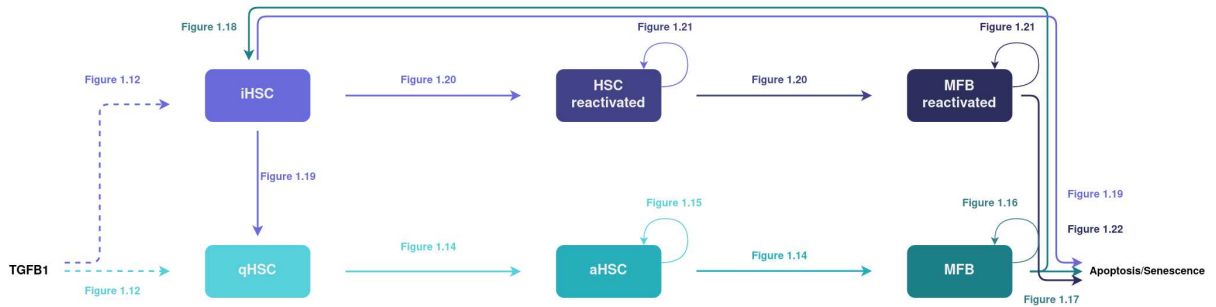 Figure 1.18
Figure 1.21
Figure 1.21
Figure 1.12
iHSC
Figure 1.20
HSC
reactivated
Figure 1.20
MFB
reactivated
Figure 1.19
Figure 1.19
Figure 1.15
Figure 1.16
Figure 1.22
TGFB1
qHSC
Figure 1.14
aHSC
Figure 1.14
MFB
Apoptosis/Senescence
Figure 1.12
Figure 1.17